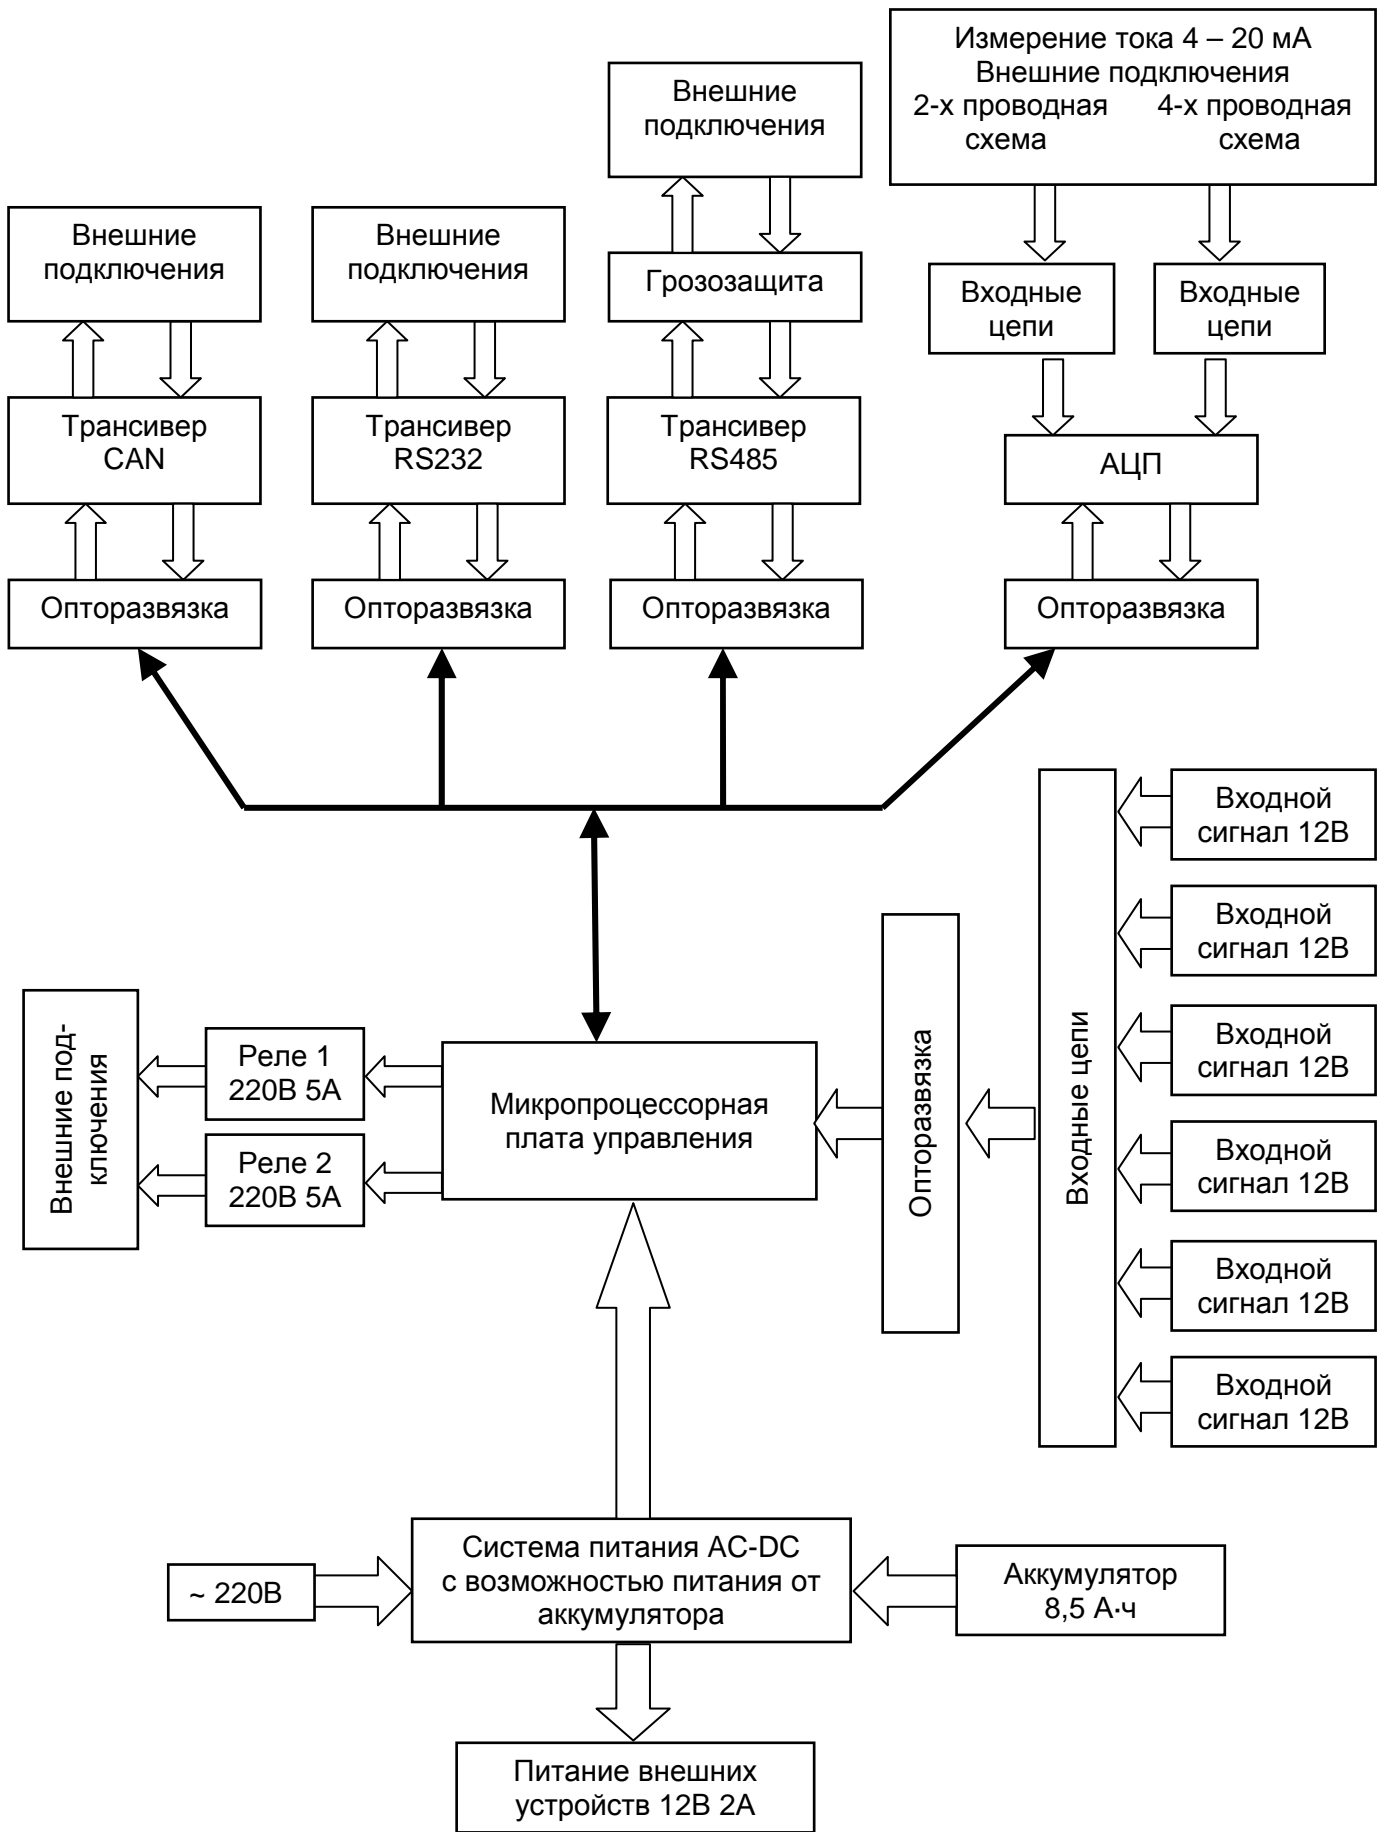 Измерение тока 4 – 20 мА
Внешние подключения
2-х проводная 4-х проводная
схема схема
Внешние
подключения
Внешние
подключения
Внешние
подключения
Грозозащита
Входные
цепи
Входные
цепи
Трансивер
CAN
Трансивер
RS232
Трансивер
RS485
АЦП
Опторазвязка
Опторазвязка
Опторазвязка
Опторазвязка
Входной
сигнал 12В
Входной
сигнал 12В
Входной
сигнал 12В
Входной
сигнал 12В
Входной
сигнал 12В
Входной
сигнал 12В
Входные цепи
Опторазвязка
Микропроцессорная
плата управления
Реле 1
220В 5А
Реле 2
220В 5А
Внешние под-
ключения
~ 220В
Система питания AC-DC
с возможностью питания от
аккумулятора
Аккумулятор
8,5 А·ч
Питание внешних
устройств 12В 2А